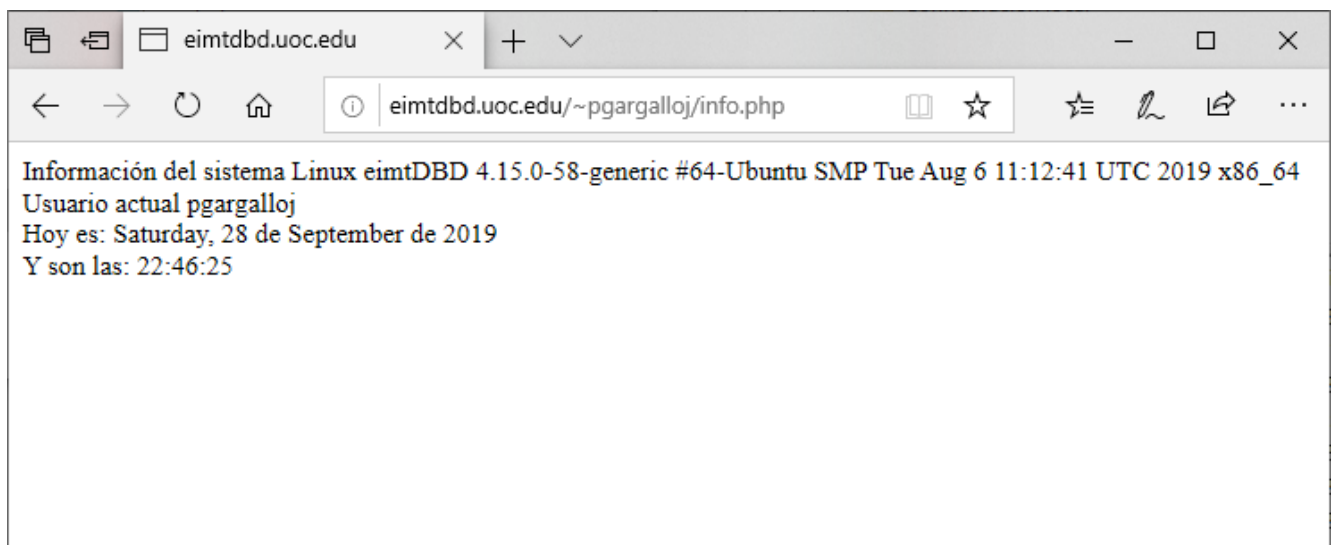 eimtdbd.uoc.edu
eimtdbd.uoc.edu/~pgargalloj/info.php
Información del sistema Linux eimtDBD 4.15.0-58-generic #64-Ubuntu SMP Tue Aug 6 11:12:41 UTC 2019 x86_64
Usuario actual pgargalloj
Hoy es: Saturday, 28 de September de 2019
Y son las: 22:46:25